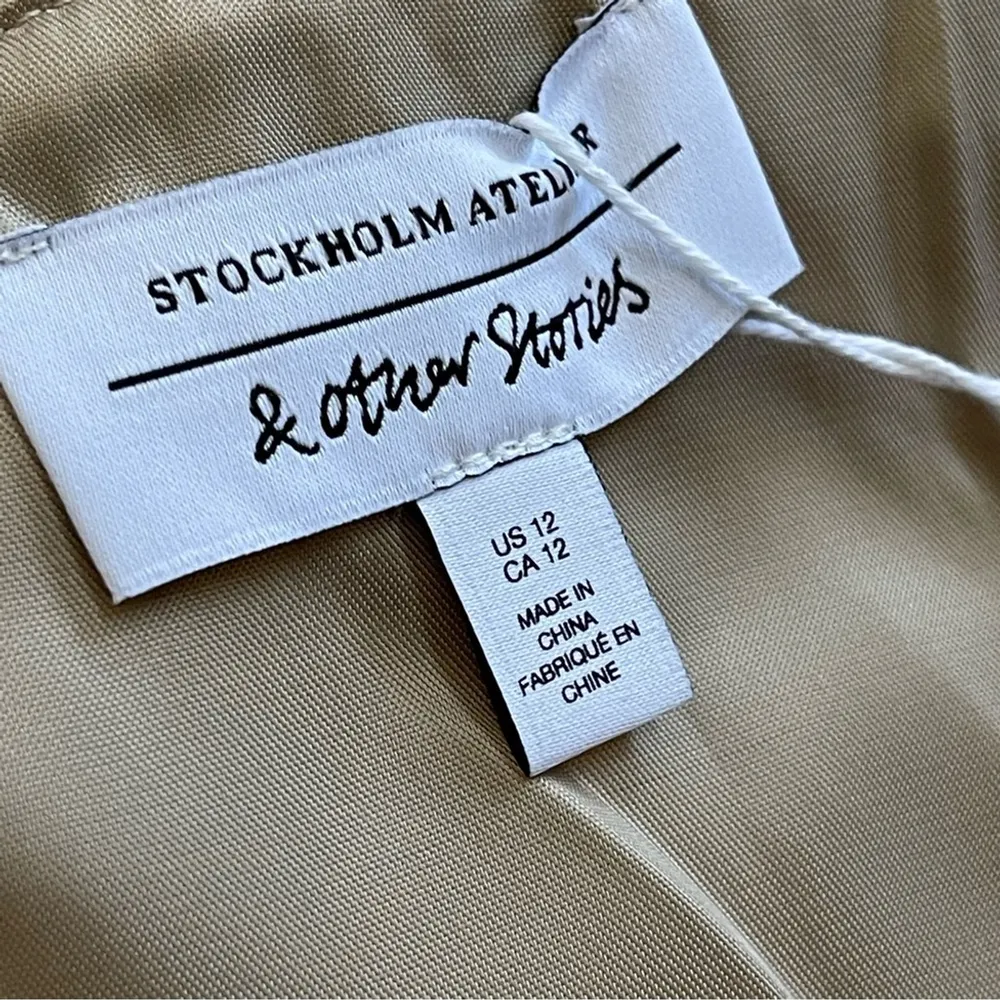 STOCKHOLM ATELIER
& other Stories
US 12
CA 12
MADE IN
CHINA
FABRIQUÉ EN
CHINE